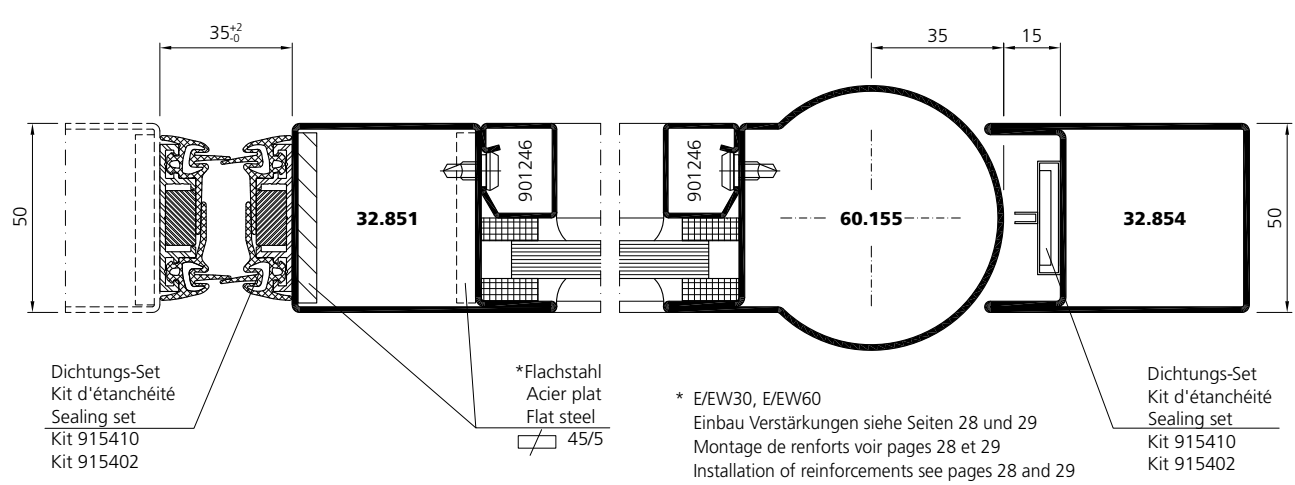 35+2-0
35
15
50
32.851
901246
901246
60.155
32.854
50
Dichtungs-Set
Kit d'étanchéité
Sealing set
Kit 915410
Kit 915402
*Flachstahl
Acier plat
Flat steel
45/5
* E/EW30, E/EW60
Einbau Verstärkungen siehe Seiten 28 und 29
Montage de renforts voir pages 28 et 29
Installation of reinforcements see pages 28 and 29
Dichtungs-Set
Kit d'étanchéité
Sealing set
Kit 915410
Kit 915402